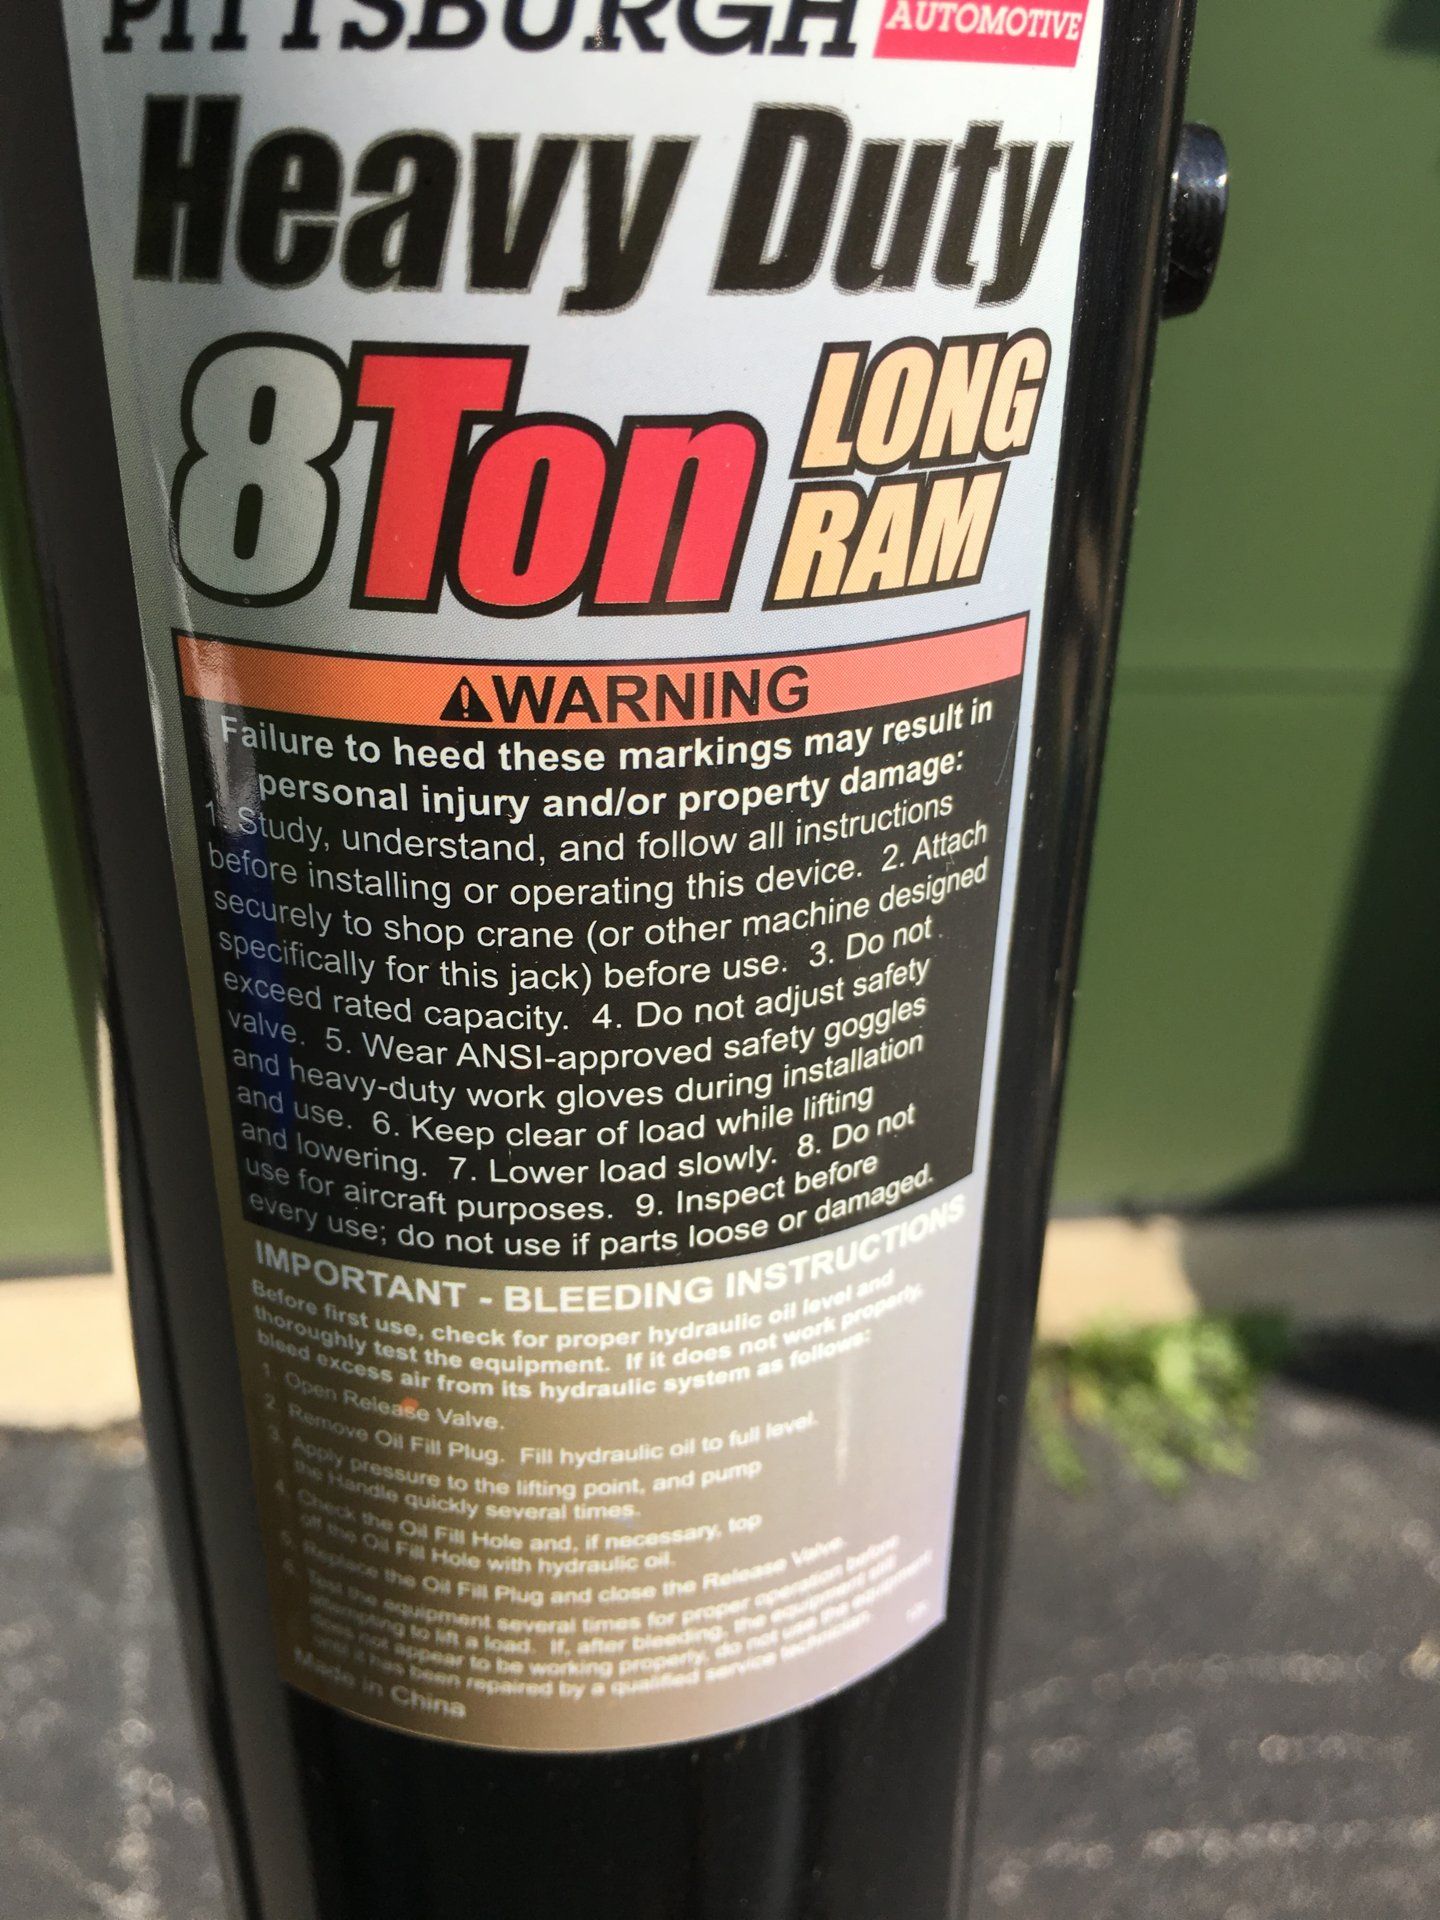 PITTSBURGH AUTOMOTIVE
Heavy Duty
8 Ton LONG
RAM
WARNING
Failure to heed these markings may result in
personal injury and/or property damage:
1. Study, understand, and follow all instructions
before installing or operating this device. 2. Attach
securely to shop crane (or other machine designed
specifically for this jack) before use. 3. Do not
exceed rated capacity. 4. Do not adjust safety
valve. 5. Wear ANSI-approved safety goggles
and heavy-duty work gloves during installation
and use. 6. Keep clear of load while lifting
and lowering. 7. Lower load slowly. 8. Do not
use for aircraft purposes. 9. Inspect before
every use; do not use if parts loose or damaged.
IMPORTANT - BLEEDING INSTRUCTIONS
Before first use, check for proper hydraulic oil level and
thoroughly test the equipment. If it does not work properly,
bleed excess air from its hydraulic system as follows:
1. Open Release Valve.
2. Remove Oil Fill Plug. Fill hydraulic oil to full level.
3. Apply pressure to the lifting point, and pump
the Handle quickly several times.
4. Check the Oil Fill Hole and, if necessary, top
off the Oil Fill Hole with hydraulic oil.
5. Replace the Oil Fill Plug and close the Release Valve.
6. Test the equipment several times for proper operation before
attempting to lift a load. If, after bleeding, the equipment still
does not appear to be working properly, do not use the equipment
until it has been repaired by a qualified service technician.
Made in China